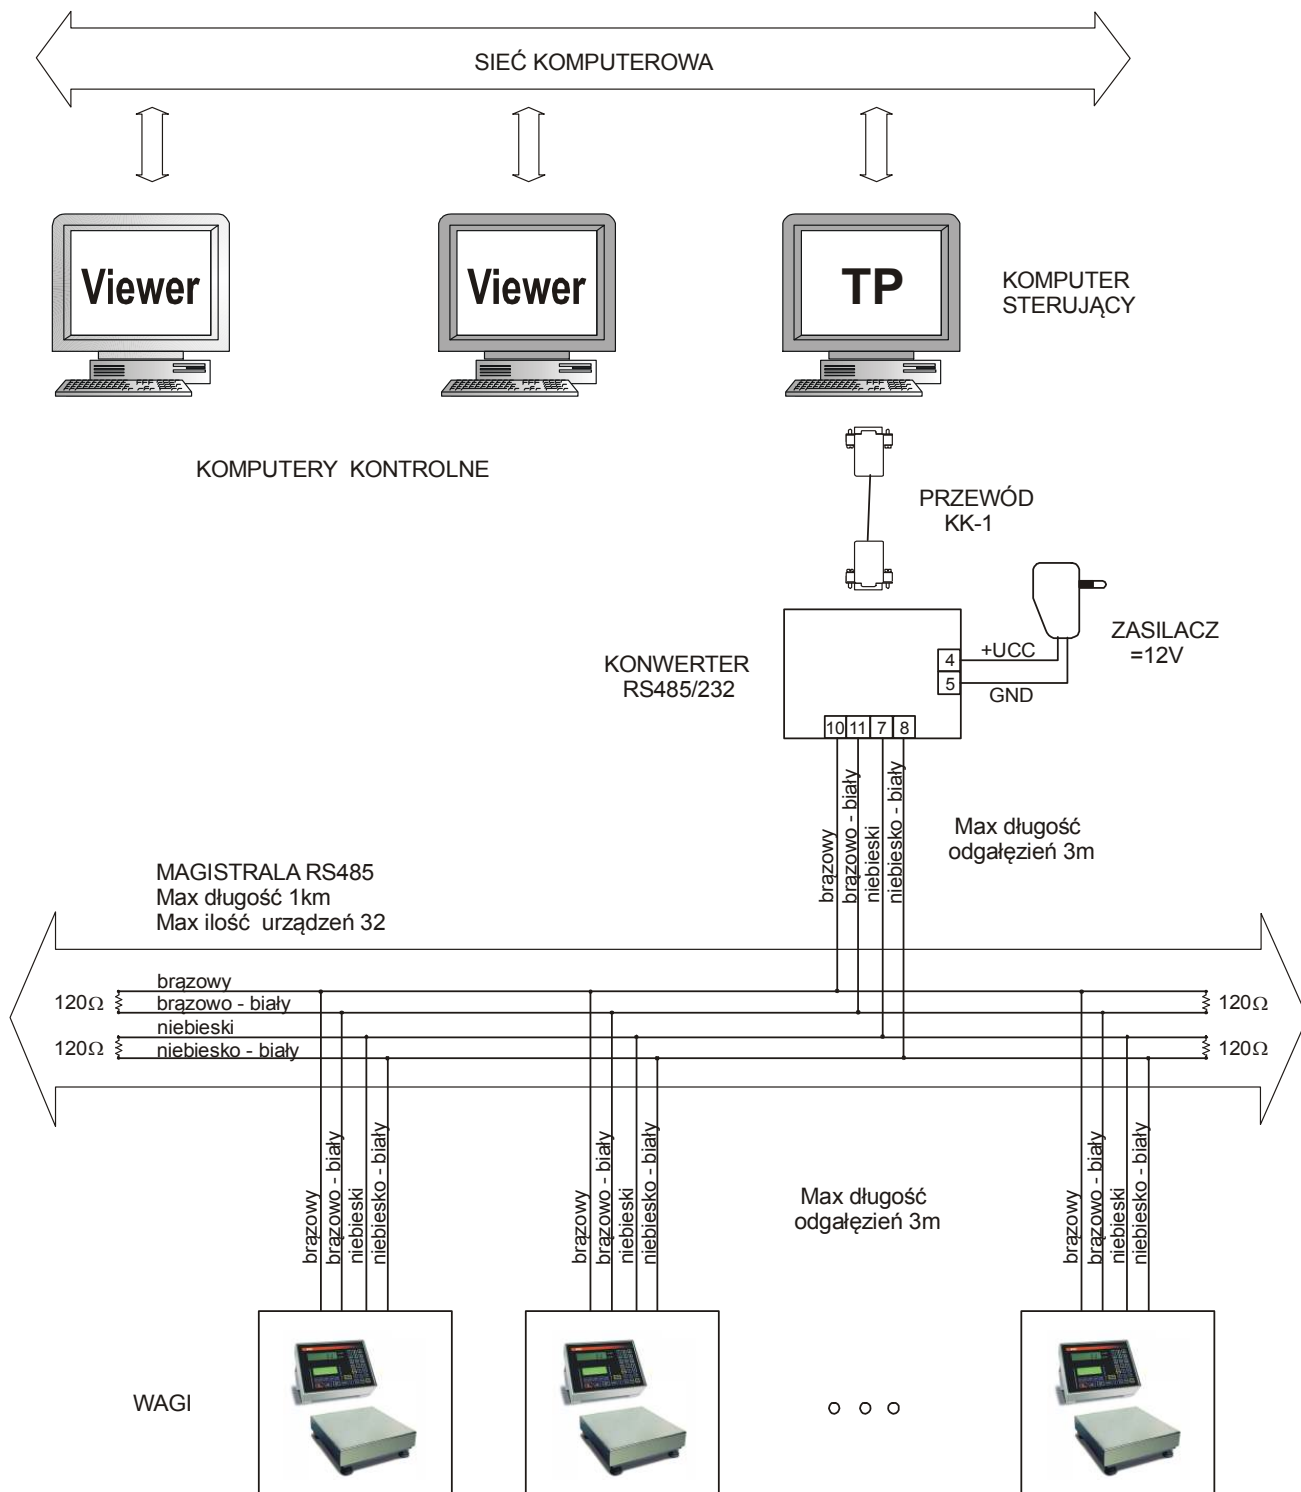 SIEĆ KOMPUTEROWA
Viewer
Viewer
TP
KOMPUTER
STERUJĄCY
KOMPUTERY KONTROLNE
PRZEWÓD
KK-1
KONWERTER
RS485/232
4
5
+UCC
GND
ZASILACZ
=12V
10 11 7 8
brązowy
brązowo - biały
niebieski
niebiesko - biały
Max długość
odgałęzień 3m
MAGISTRALA RS485
Max długość 1km
Max ilość urządzeń 32
brązowy
120Ω brązowo - biały 120Ω
niebieski
120Ω niebiesko - biały 120Ω
brązowy
brązowo - biały
niebieski
niebiesko - biały
brązowy
brązowo - biały
niebieski
niebiesko - biały
Max długość
odgałęzień 3m
brązowy
brązowo - biały
niebieski
niebiesko - biały
WAGI